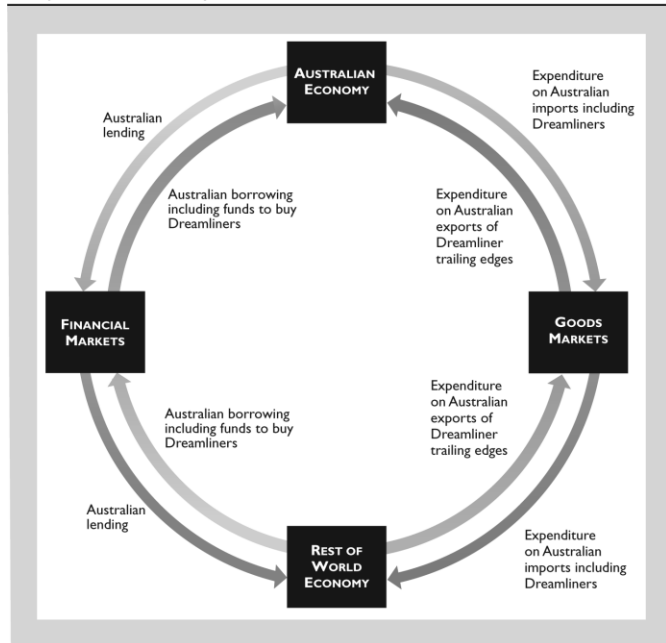 AUSTRALIAN
ECONOMY
Expenditure
on Australian
imports including
Dreamliners
Australian
lending
Australian borrowing
including funds to buy
Dreamliners
Expenditure
on Australian
exports of
Dreamliner
trailing edges
FINANCIAL
MARKETS
GOODS
MARKETS
Australian borrowing
including funds to buy
Dreamliners
Expenditure
on Australian
exports of
Dreamliner
trailing edges
Australian
lending
REST OF
WORLD
ECONOMY
Expenditure
on Australian
imports including
Dreamliners